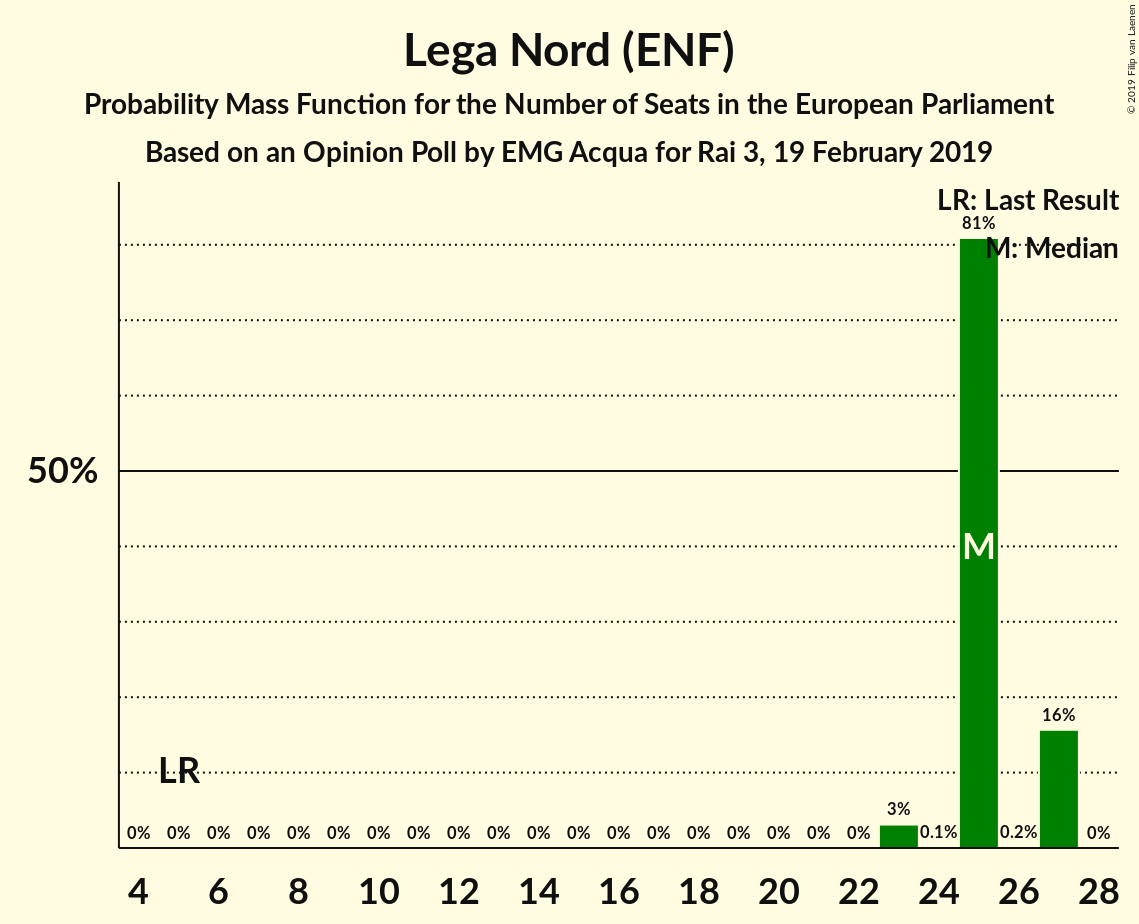 Lega Nord (ENF)
Probability Mass Function for the Number of Seats in the European Parliament
Based on an Opinion Poll by EMG Acqua for Rai 3, 19 February 2019
© 2019 Filip van Laenen
LR: Last Result
81%
M: Median
50%
M
16%
LR
3%
0% 0% 0% 0% 0% 0% 0% 0% 0% 0% 0% 0% 0% 0% 0% 0% 0% 0% 0% 0.1% 0.2% 0%
4 6 8 10 12 14 16 18 20 22 24 26 28